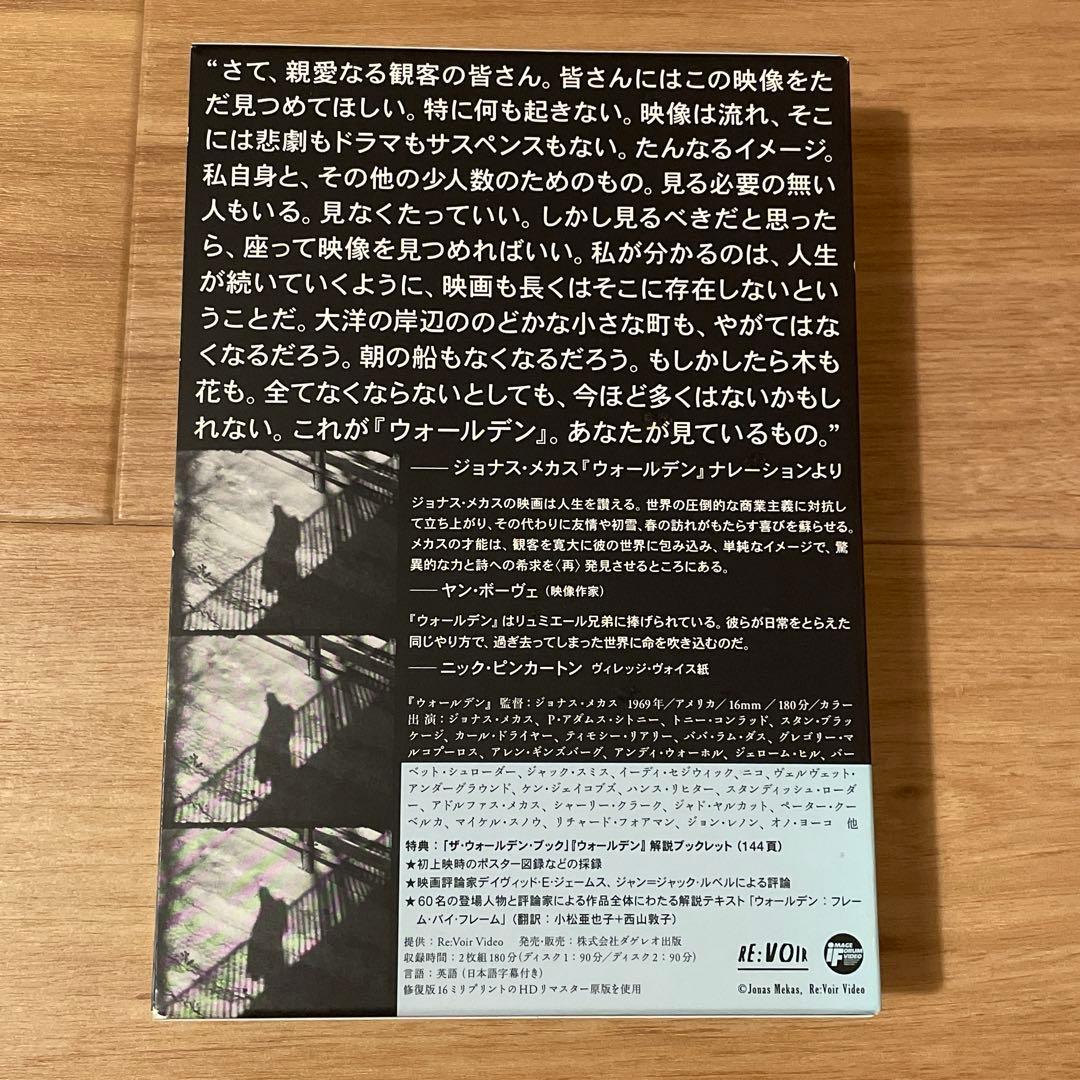 “さて、親愛なる観客の皆さん。皆さんにはこの映像をた
だ見つめてほしい。特に何も起きない。映像は流れ、そこ
には悲劇もドラマもサスペンスもない。たんなるイメージ。
私自身と、その他の少人数のためのもの。見る必要の無い
人もいる。見なくたっていい。しかし見るべきだと思った
ら、座って映像を見つめればいい。私が分かるのは、人生
が続いていくように、映画も長くはそこに存在しないとい
うことだ。大洋の岸辺ののどかな小さな町も、やがてはな
くなるだろう。朝の船もなくなるだろう。もしかしたら木も
花も。全てなくならないとしても、今ほど多くはないかもし
れない。これが『ウォールデン』。あなたが見ているもの。”
――ジョナス・メカス『ウォールデン』ナレーションより
ジョナス・メカスの映画は人生を讃える。世界の圧倒的な商業主義に対抗し
て立ち上がり、その代わりに友情や初雪、春の訪れがもたらす喜びを蘇らせる。
メカスの才能は、観客を寛大に彼の世界に包み込み、単純なイメージで、驚
異的な力と詩への希求を〈再〉発見させるところにある。
――ヤン・ボーヴェ（映像作家）
『ウォールデン』はリュミエール兄弟に捧げられている。彼らが日常をとらえた
同じやり方で、過ぎ去ってしまった世界に命を吹き込むのだ。
――ニック・ピンカートン ヴィレッジ・ヴォイス紙
『ウォールデン』 監督：ジョナス・メカス 1969年／アメリカ／16mm／180分／カラー
出演：ジョナス・メカス、P・アダムス・シトニー、トニー・コンラッド、スタン・ブラッ
ケージ、カール・ドライヤー、ティモシー・リアリー、ババ・ラム・ダス、グレゴリー・マ
ルコプーロス、アレン・ギンズバーグ、アンディ・ウォーホル、ジェローム・ヒル、バー
ベット・シュローダー、ジャック・スミス、イーディ・セジウィック、ニコ、ヴェルヴェット・
アンダーグラウンド、ケン・ジェイコブズ、ハンス・リヒター、スタンディッシュ・ローダ
ー、アドルファス・メカス、シャーリー・クラーク、ジャド・ヤルカット、ペーター・クー
ベルカ、マイケル・スノウ、リチャード・フォアマン、ジョン・レノン、オノ・ヨーコ 他
特典：「ザ・ウォールデン・ブック」『ウォールデン』解説ブックレット（144頁）
★初上映時のポスター図録などの採録
★映画評論家デイヴィッド・E・ジェームス、ジャン＝ジャック・ルベルによる評論
★60名の登場人物と評論家による作品全体にわたる解説テキスト「ウォールデン：フレー
ム・バイ・フレーム」（翻訳：小松亜也子＋西山敦子）
提供：Re:Voir Video 発売・販売：株式会社ダゲレオ出版
収録時間：2枚組180分（ディスク1：90分／ディスク2：90分）
言語：英語（日本語字幕付き）
修復版16ミリプリントのHDリマスター原版を使用
RE:VOIR
IMAGE FORUM VIDEO
©Jonas Mekas, Re:Voir Video